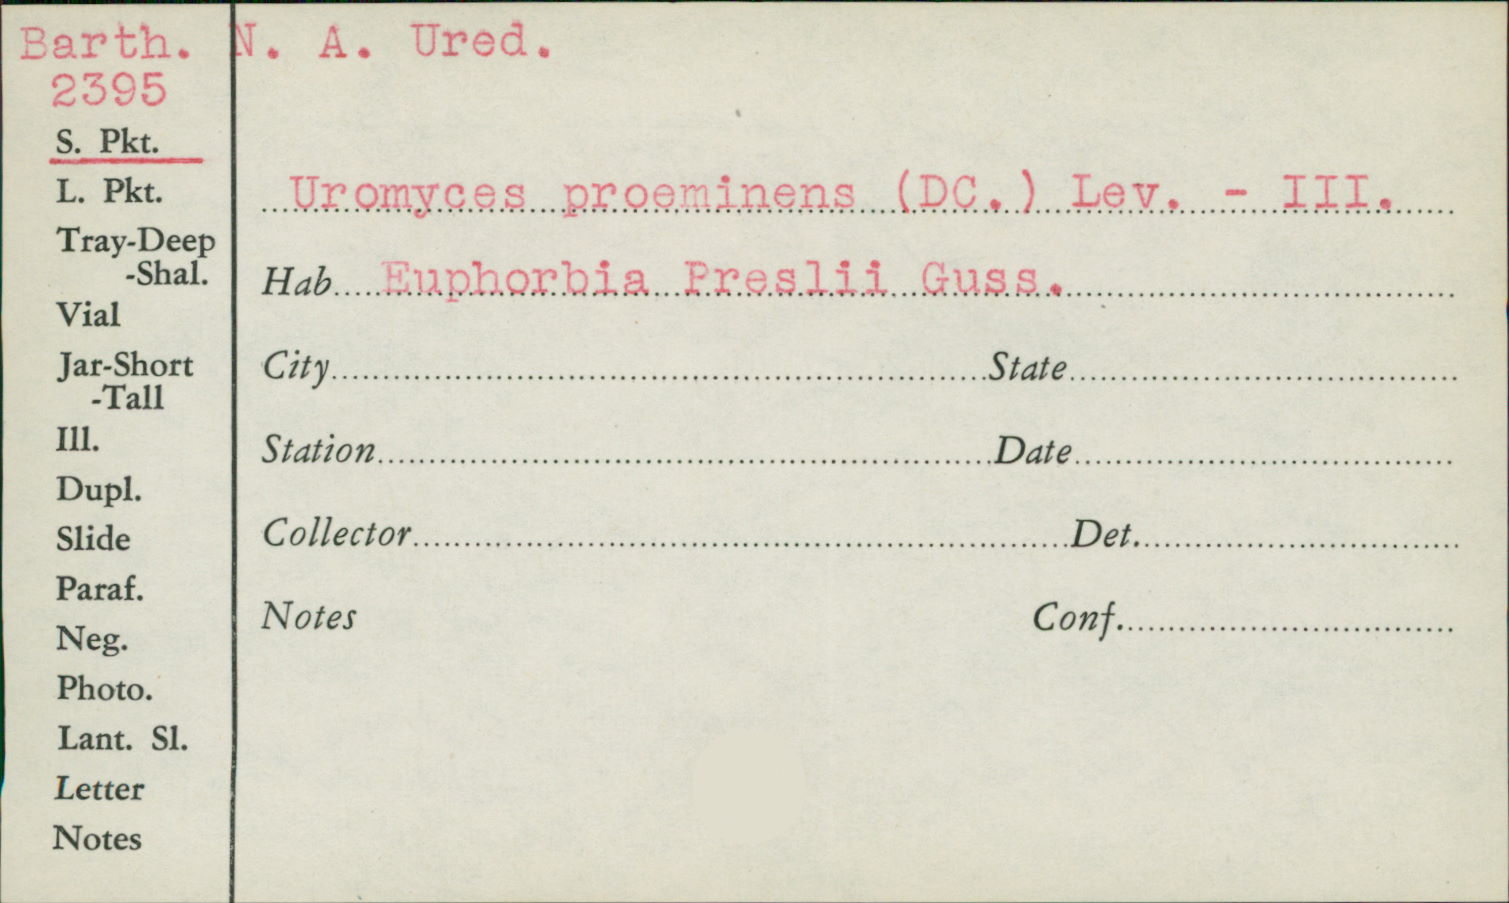 Barth. N. A. Ured.
2395
S. Pkt.
L. Pkt.
Tray-Deep
-Shal.
Vial
Jar-Short
-Tall
Ill.
Dupl.
Slide
Paraf.
Neg.
Photo.
Lant. Sl.
Letter
Notes
Uromyces proeminens (DC.) Lev. - III.
Hab Euphorbia Preslii Guss.
City State
Station Date
Collector Det.
Notes Conf.